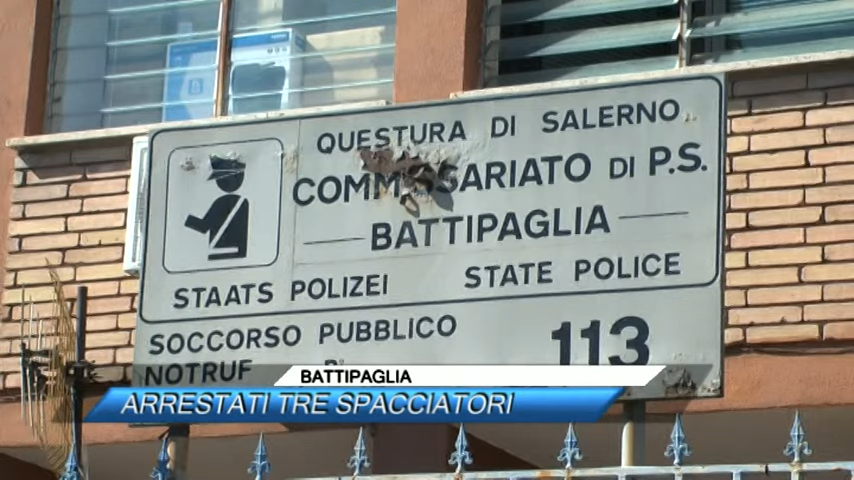 QUESTURA DI SALERNO
COMMISSARIATO DI P.S.
BATTIPAGLIA
STAATS POLIZEI STATE POLICE
SOCCORSO PUBBLICO
NOTRUF
113
BATTIPAGLIA
ARRESTATI TRE SPACCIATORI